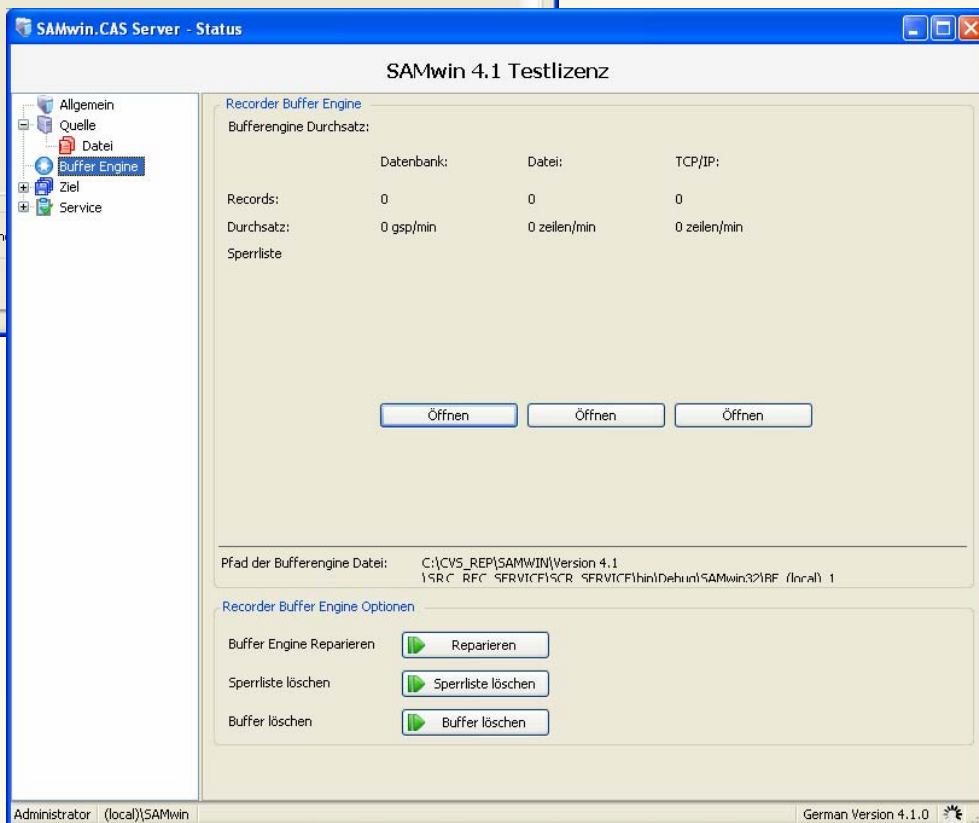 SAMwin.CAS Server - Status
SAMwin 4.1 Testlizenz
Allgemein
Quelle
Datei
Buffer Engine
Ziel
Service
Recorder Buffer Engine
Bufferengine Durchsatz:
Datenbank: Datei: TCP/IP:
Records: 0 0 0
Durchsatz: 0 gsp/min 0 zeilen/min 0 zeilen/min
Sperrliste
Öffnen Öffnen Öffnen
Pfad der Bufferengine Datei: C:\CVS_REP\SAMWIN\Version 4.1
\SRC_REC_SERVICE\SCR_SERVICE\bin\Debug\SAMwin32\BF_(local)_1
Recorder Buffer Engine Optionen
Buffer Engine Reparieren Reparieren
Sperrliste löschen Sperrliste löschen
Buffer löschen Buffer löschen
Administrator (local)\SAMwin German Version 4.1.0